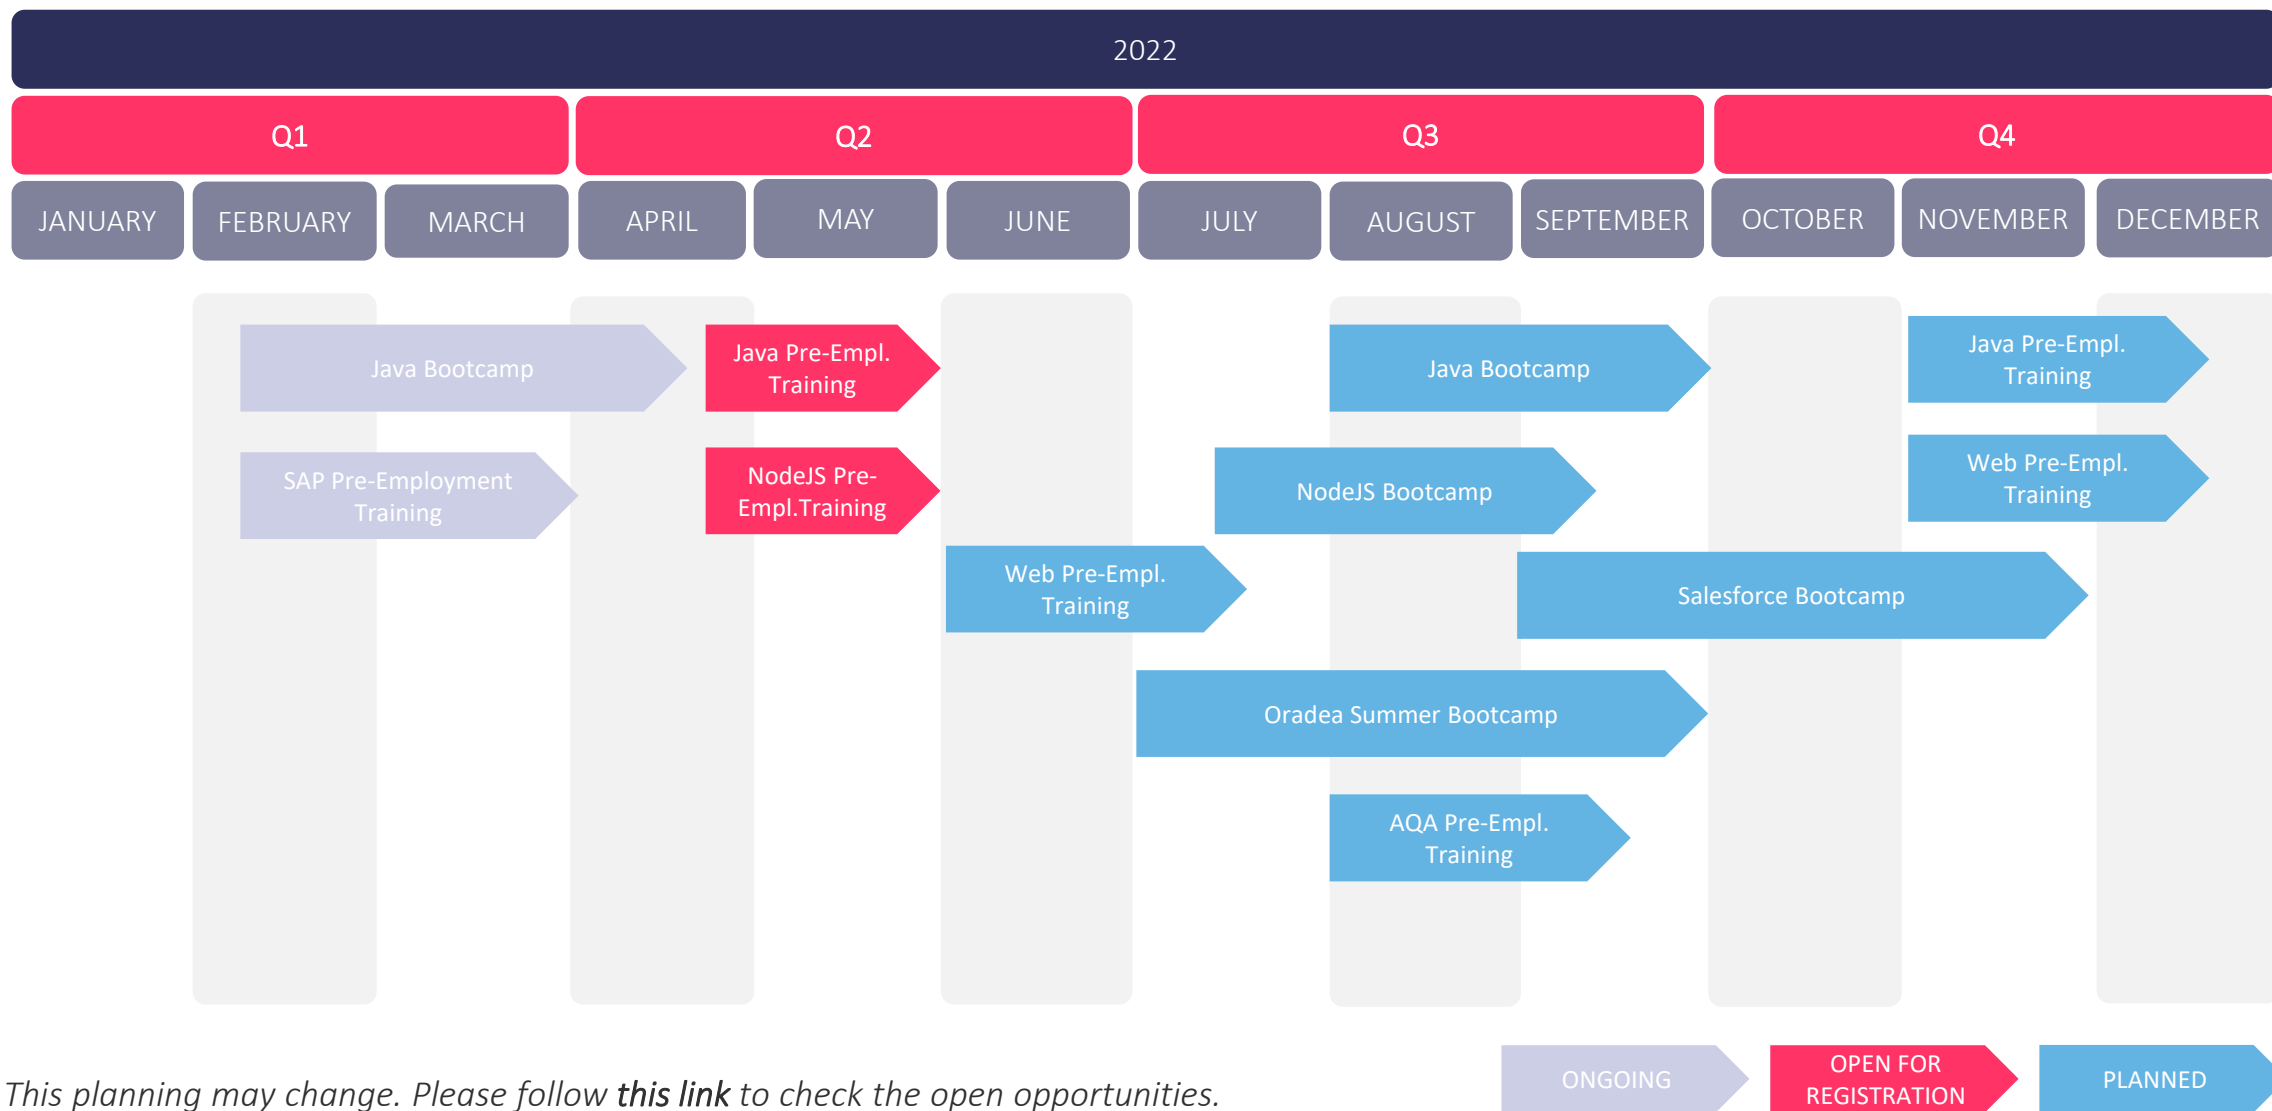 2022
Q1
Q2
Q3
Q4
JANUARY
FEBRUARY
MARCH
APRIL
MAY
JUNE
JULY
AUGUST
SEPTEMBER
OCTOBER
NOVEMBER
DECEMBER
Java Bootcamp
Java Pre-Empl.
Training
Java Bootcamp
Java Pre-Empl.
Training
SAP Pre-Employment
Training
NodeJS Pre-
Empl.Training
NodeJS Bootcamp
Web Pre-Empl.
Training
Web Pre-Empl.
Training
Salesforce Bootcamp
Oradea Summer Bootcamp
AQA Pre-Empl.
Training
This planning may change. Please follow this link to check the open opportunities.
ONGOING
OPEN FOR
REGISTRATION
PLANNED